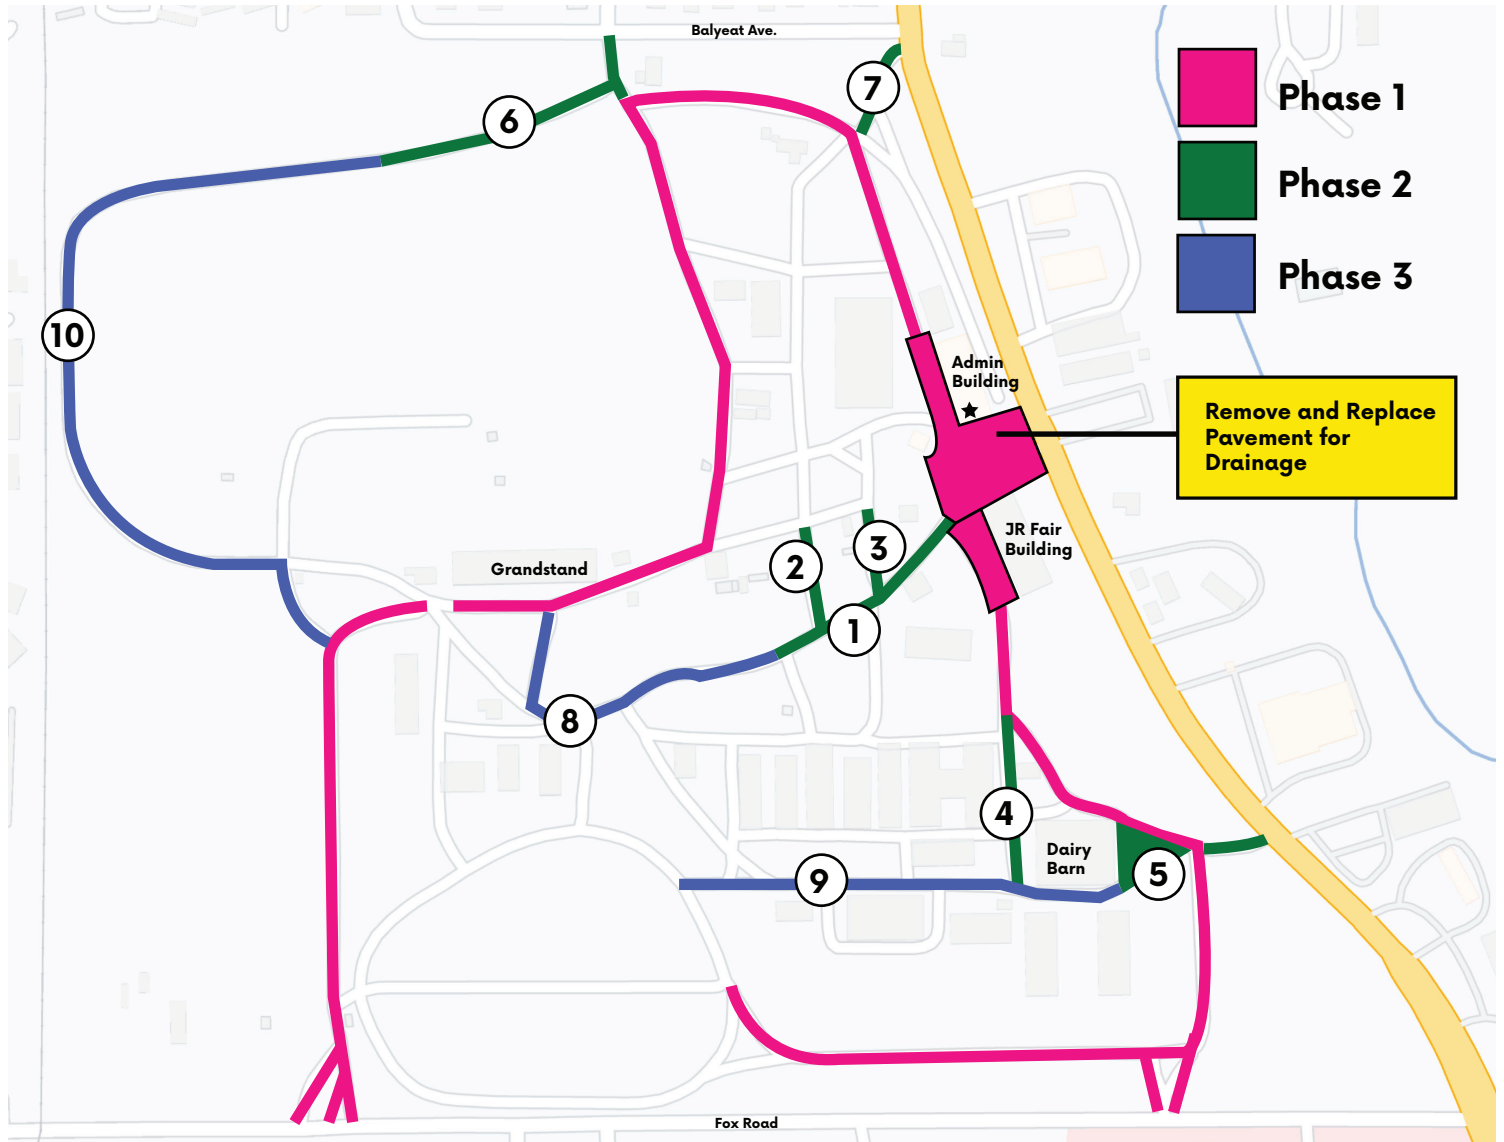 Balyeat Ave.
7
Phase 1
6
Phase 2
Phase 3
10
Admin
Building
Remove and Replace
Pavement for
Drainage
JR Fair
Building
3
2
Grandstand
1
8
4
Dairy
Barn
5
9
Fox Road